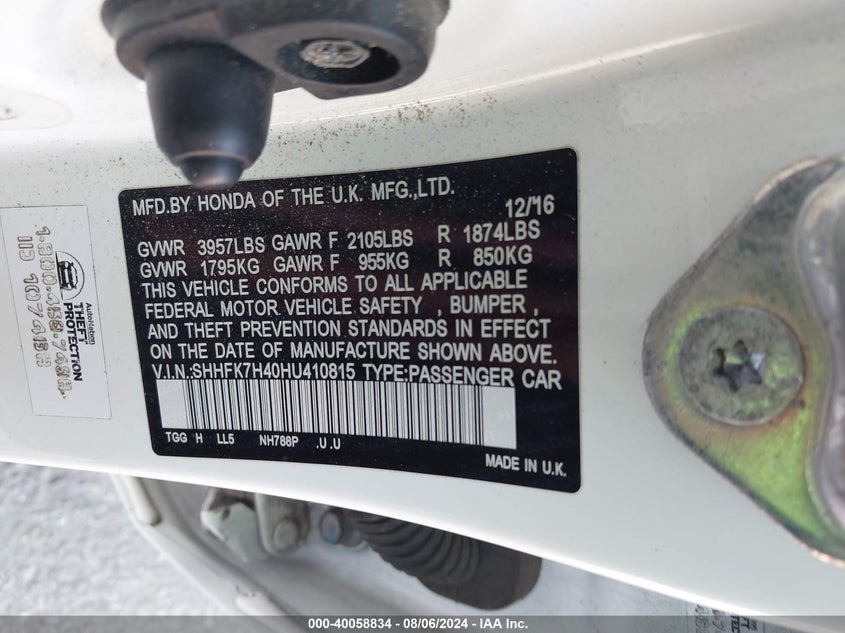 MFD.BY HONDA OF THE U.K. MFG.,LTD.
12/16
GVWR 3957LBS GAWR F 2105LBS R 1874LBS
GVWR 1795KG GAWR F 955KG R 850KG
THIS VEHICLE CONFORMS TO ALL APPLICABLE
FEDERAL MOTOR VEHICLE SAFETY , BUMPER ,
AND THEFT PREVENTION STANDARDS IN EFFECT
ON THE DATE OF MANUFACTURE SHOWN ABOVE.
V.I.N.:SHHFK7H40HU410815 TYPE:PASSENGER CAR
TGG H LL5 NH788P .U .U
MADE IN U.K.
THEFT
PROTECTION
000-40058834 - 08/06/2024 - IAAI.COM